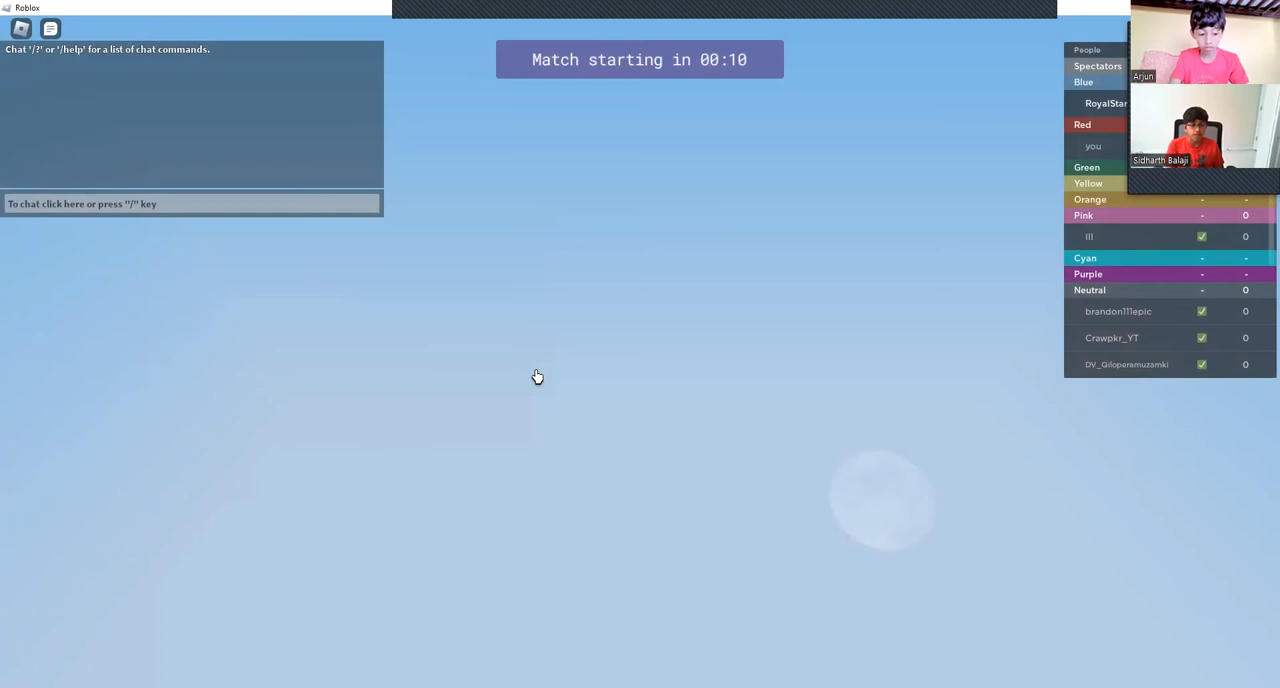 Roblox
Chat '/?' or '/help' for a list of chat commands.
To chat click here or press "/" key
Match starting in 00:10
People
Spectators
Blue
Red
you
Green
Yellow
Orange - -
Pink - 0
III 0
Cyan - -
Purple - -
Neutral - 0
brandon111epic 0
Crawpkr_YT 0
DV_Giloperamuzamki 0
Arjun
Sidharth Balaji